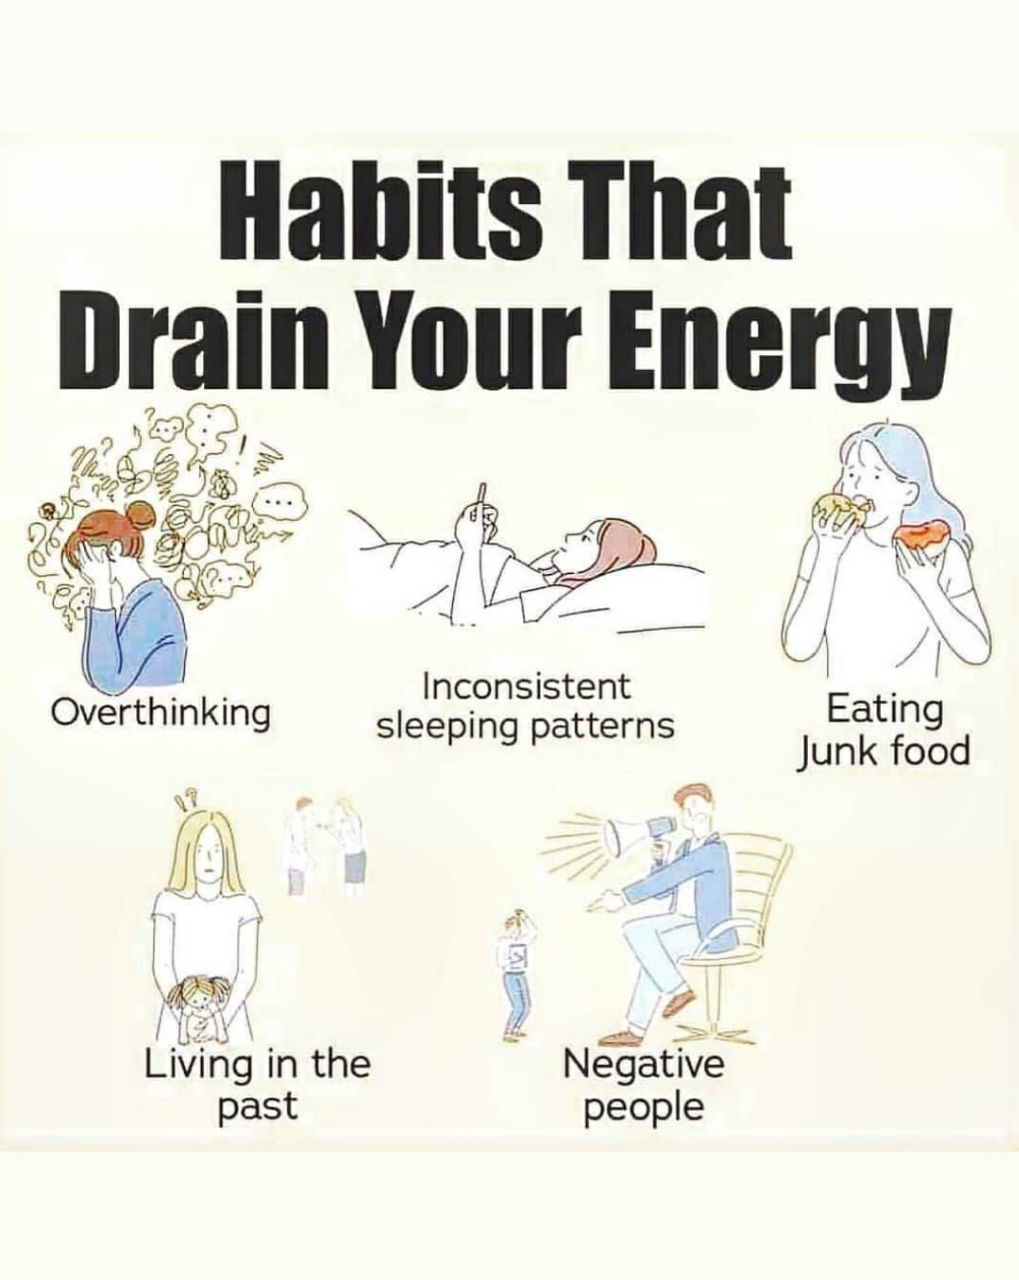 Habits That
Drain Your Energy
Overthinking
Inconsistent
sleeping patterns
Eating
Junk food
Living in the
past
Negative
people